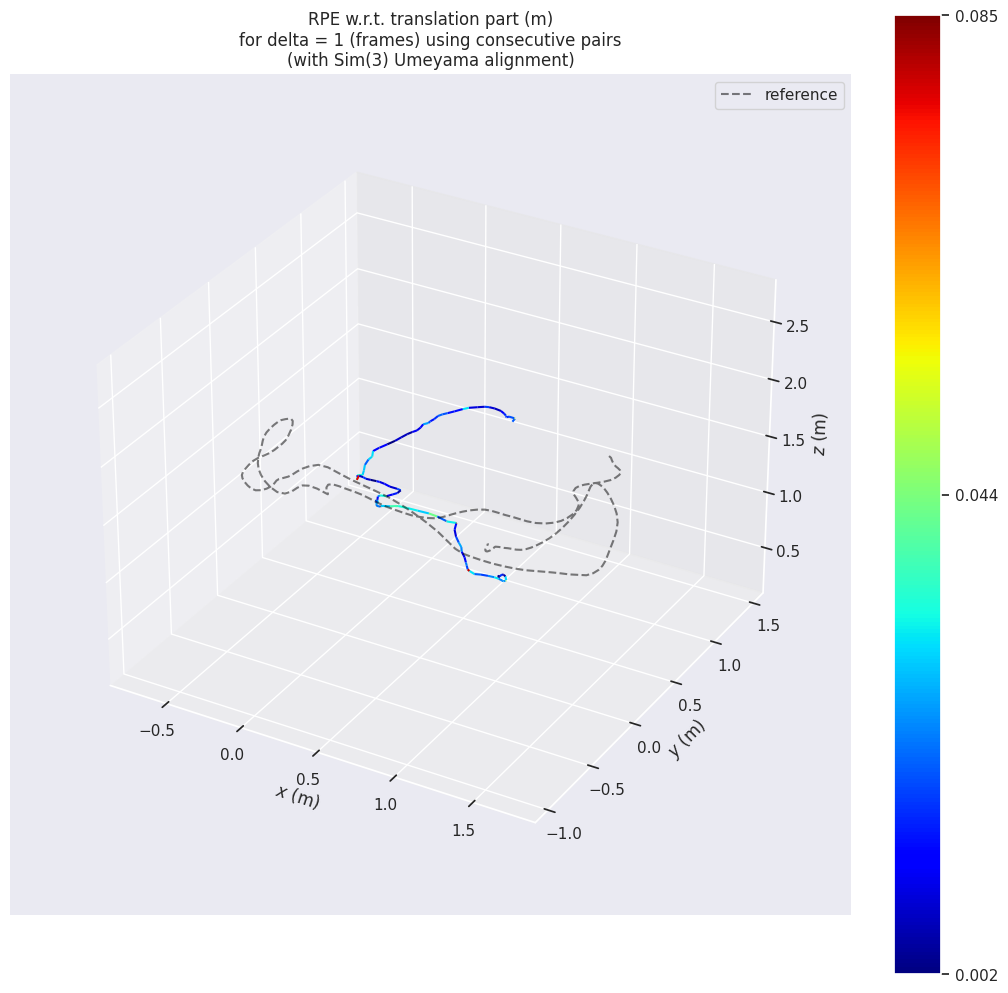 RPE w.r.t. translation part (m)
for delta = 1 (frames) using consecutive pairs
(with Sim(3) Umeyama alignment)
reference
0.085
0.044
0.002
2.5
2.0
1.5
1.0
0.5
z (m)
1.5
1.0
0.5
0.0
−0.5
−1.0
y (m)
−0.5
0.0
0.5
1.0
1.5
x (m)